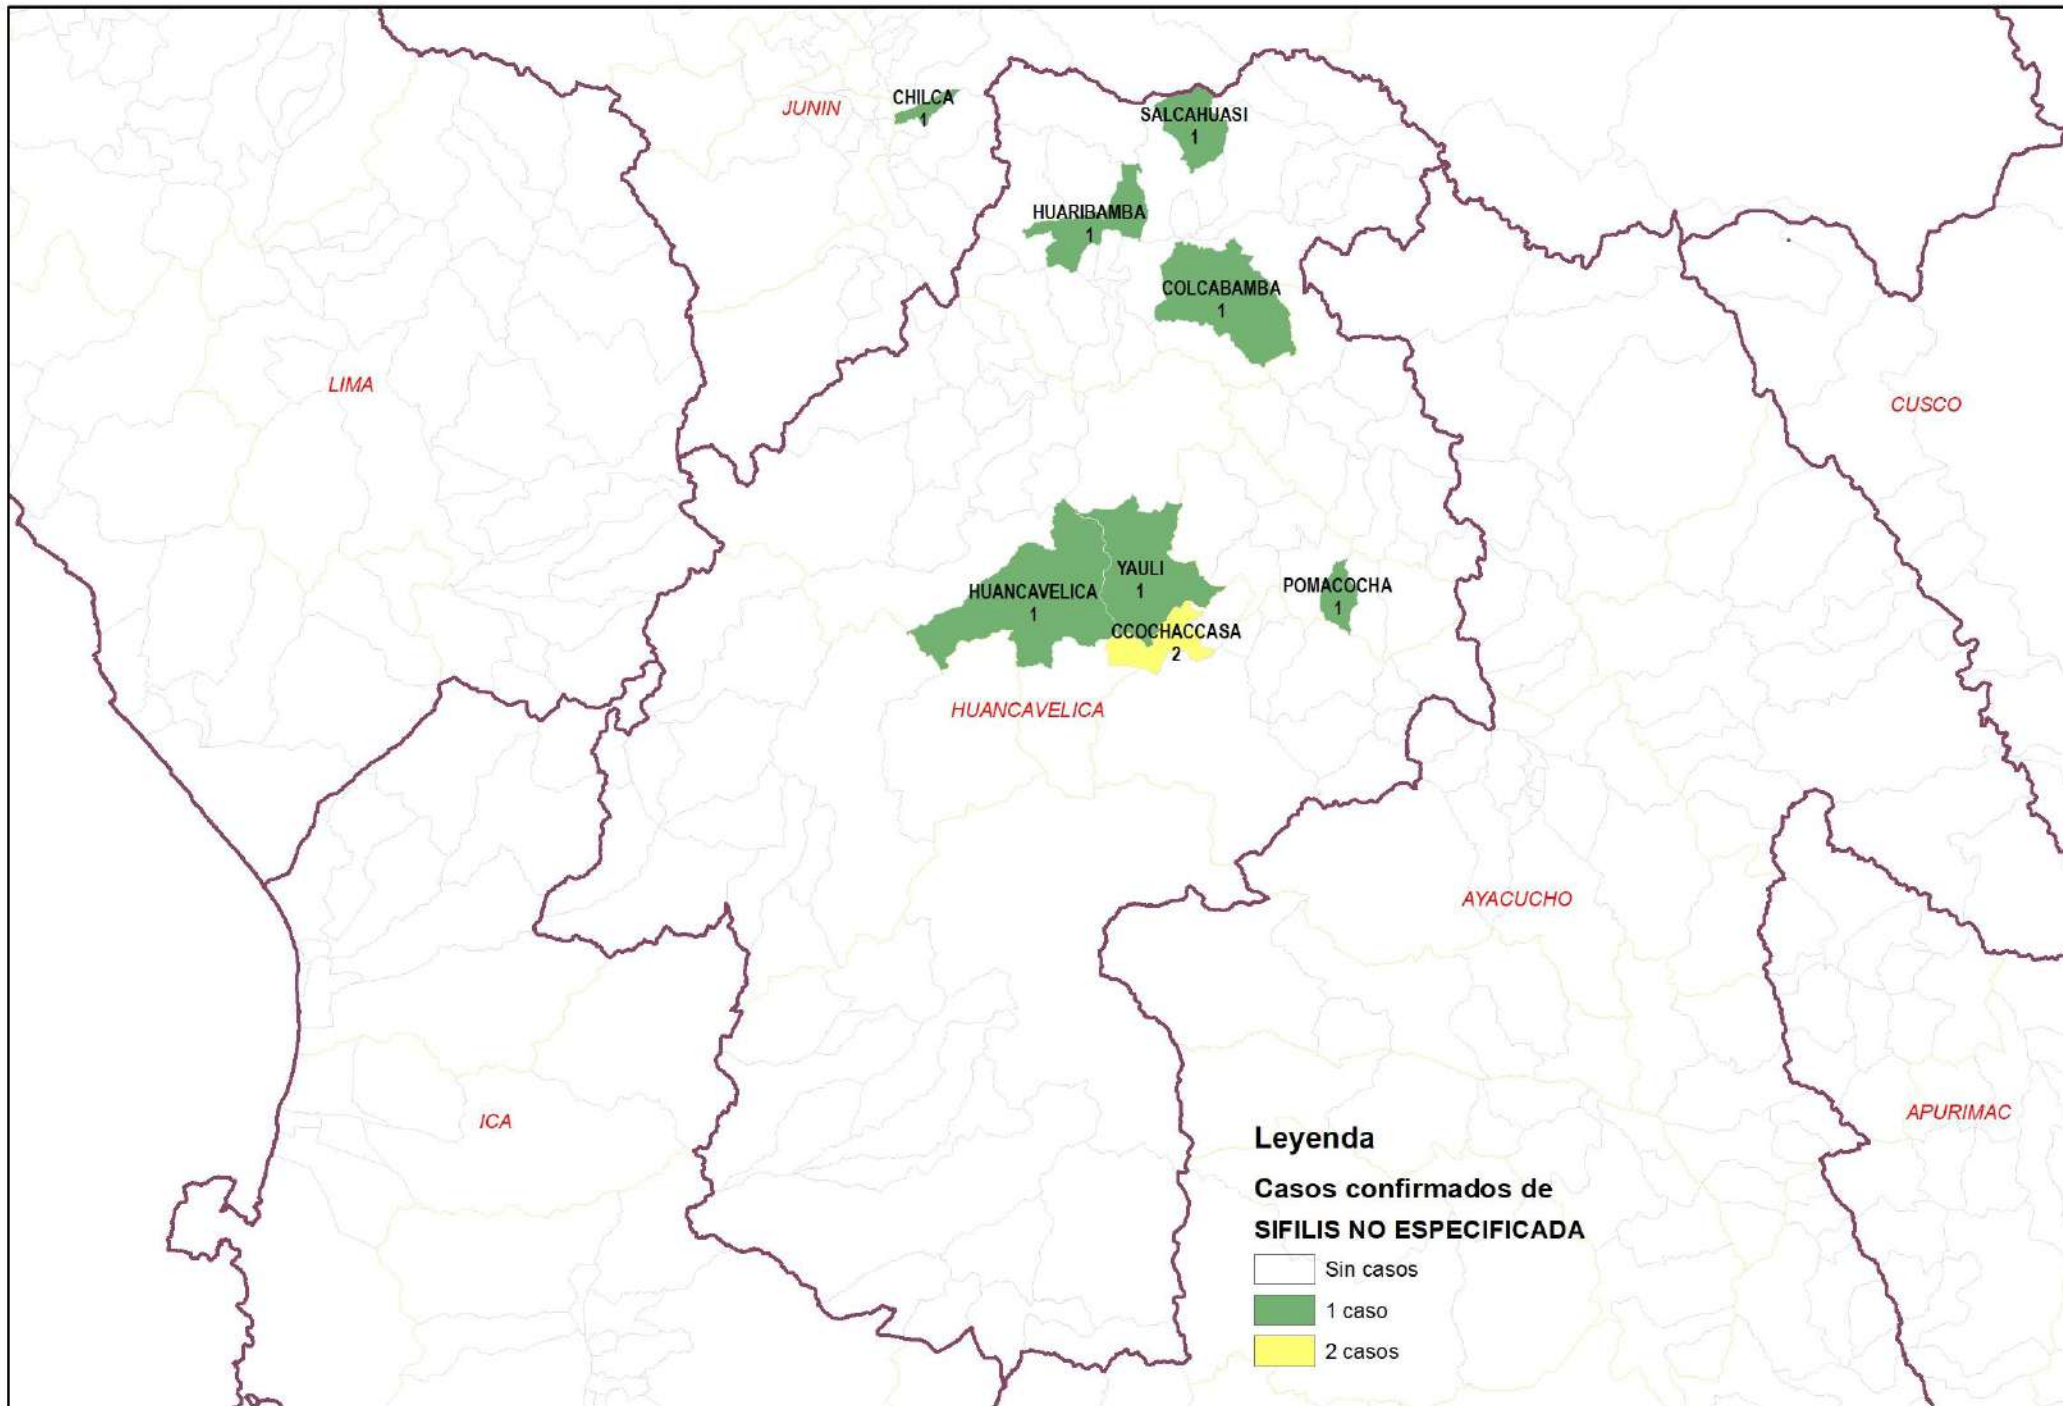 CHILCA
1
JUNIN
SALCAHUASI
1
HUARIBAMBA
1
COLCABAMBA
1
LIMA
CUSCO
YAULI
1
HUANCAVELICA
1
POMACOCHA
1
CCOCHACCASA
2
HUANCAVELICA
AYACUCHO
ICA
APURIMAC
Leyenda
Casos confirmados de
SIFILIS NO ESPECIFICADA
Sin casos
1 caso
2 casos